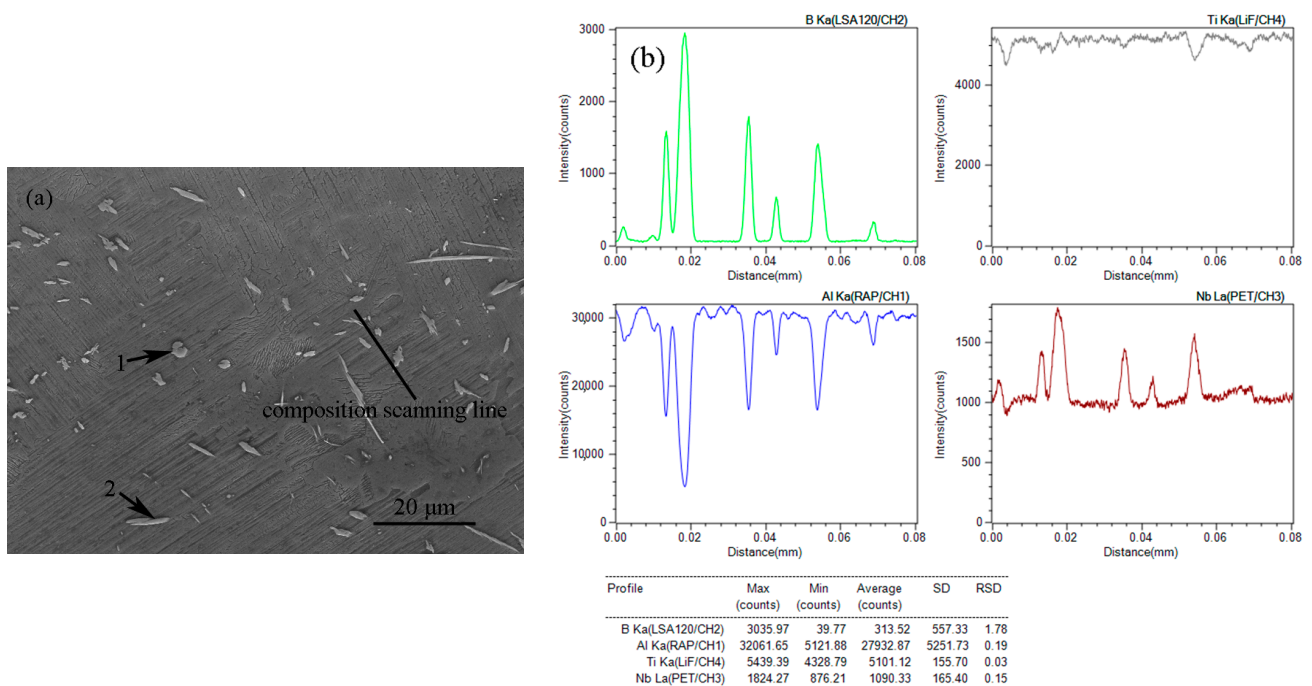 (a)
1
2
composition scanning line
20 μm
(b)
B Ka(LSA120/CH2)
Intensity(counts)
3000
2000
1000
0
0.00 0.02 0.04 0.06 0.08
Distance(mm)
Ti Ka(LiF/CH4)
Intensity(counts)
4000
2000
0
0.00 0.02 0.04 0.06 0.08
Distance(mm)
Al Ka(RAP/CH1)
Intensity(counts)
30,000
20,000
10,000
0
0.00 0.02 0.04 0.06 0.08
Distance(mm)
Nb La(PET/CH3)
Intensity(counts)
1500
1000
500
0
0.00 0.02 0.04 0.06 0.08
Distance(mm)
Profile Max Min Average SD RSD
(counts) (counts) (counts)
B Ka(LSA120/CH2) 3035.97 39.77 313.52 557.33 1.78
Al Ka(RAP/CH1) 32061.65 5121.88 27932.87 5251.73 0.19
Ti Ka(LiF/CH4) 5439.39 4328.79 5101.12 155.70 0.03
Nb La(PET/CH3) 1824.27 876.21 1090.33 165.40 0.15